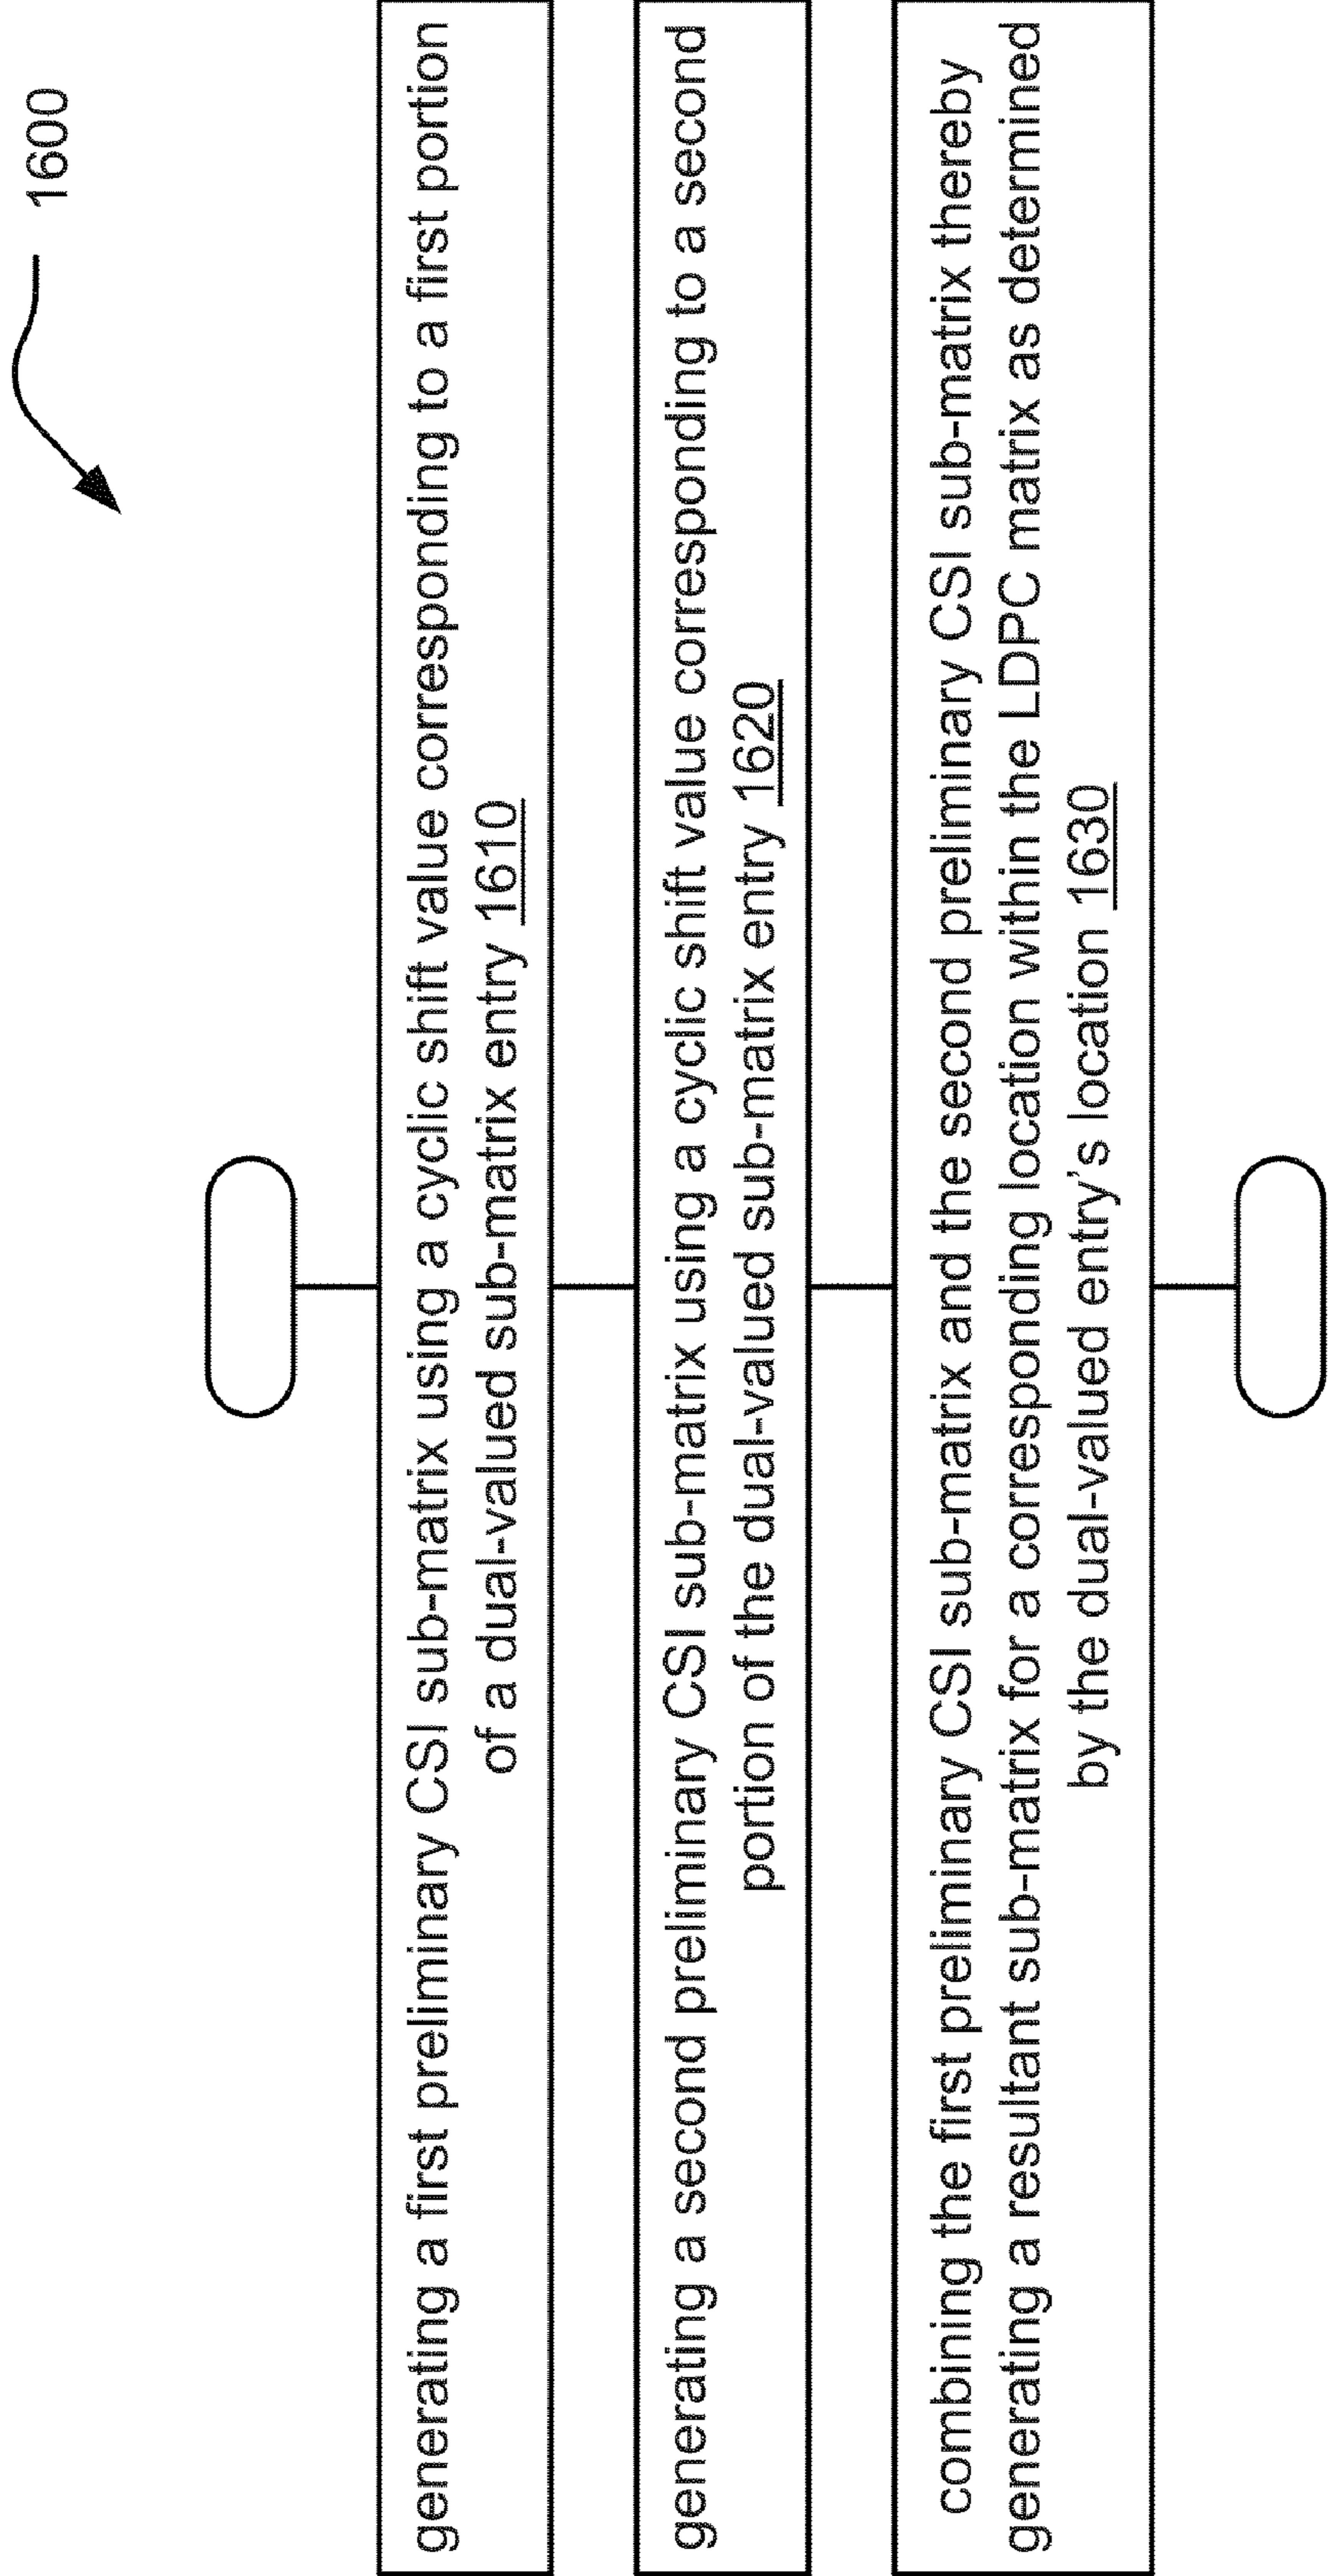 1600
generating a first preliminary CSI sub-matrix using a cyclic shift value corresponding to a first portion
of a dual-valued sub-matrix entry 1610
generating a second preliminary CSI sub-matrix using a cyclic shift value corresponding to a second
portion of the dual-valued sub-matrix entry 1620
combining the first preliminary CSI sub-matrix and the second preliminary CSI sub-matrix thereby
generating a resultant sub-matrix for a corresponding location within the LDPC matrix as determined
by the dual-valued entry's location 1630